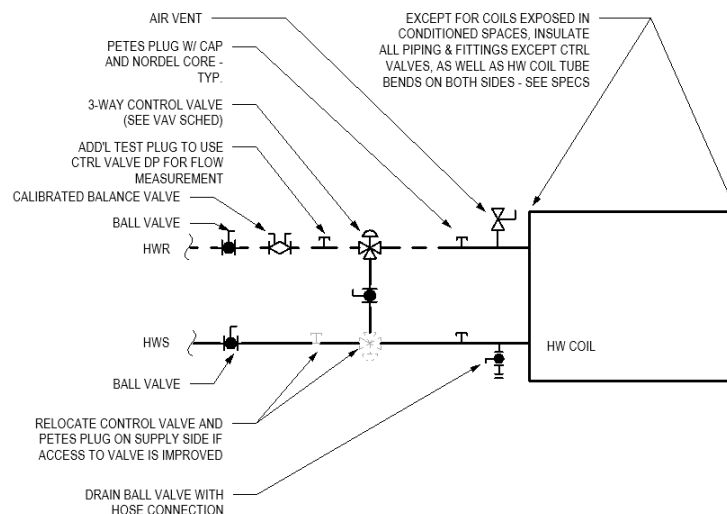 AIR VENT
PETES PLUG W/ CAP
AND NORDEL CORE -
TYP.
3-WAY CONTROL VALVE
(SEE VAV SCHED)
ADD'L TEST PLUG TO USE
CTRL VALVE DP FOR FLOW
MEASUREMENT
CALIBRATED BALANCE VALVE
BALL VALVE
HWR
EXCEPT FOR COILS EXPOSED IN
CONDITIONED SPACES, INSULATE
ALL PIPING & FITTINGS EXCEPT CTRL
VALVES, AS WELL AS HW COIL TUBE
BENDS ON BOTH SIDES - SEE SPECS
HWS
HW COIL
BALL VALVE
RELOCATE CONTROL VALVE AND
PETES PLUG ON SUPPLY SIDE IF
ACCESS TO VALVE IS IMPROVED
DRAIN BALL VALVE WITH
HOSE CONNECTION